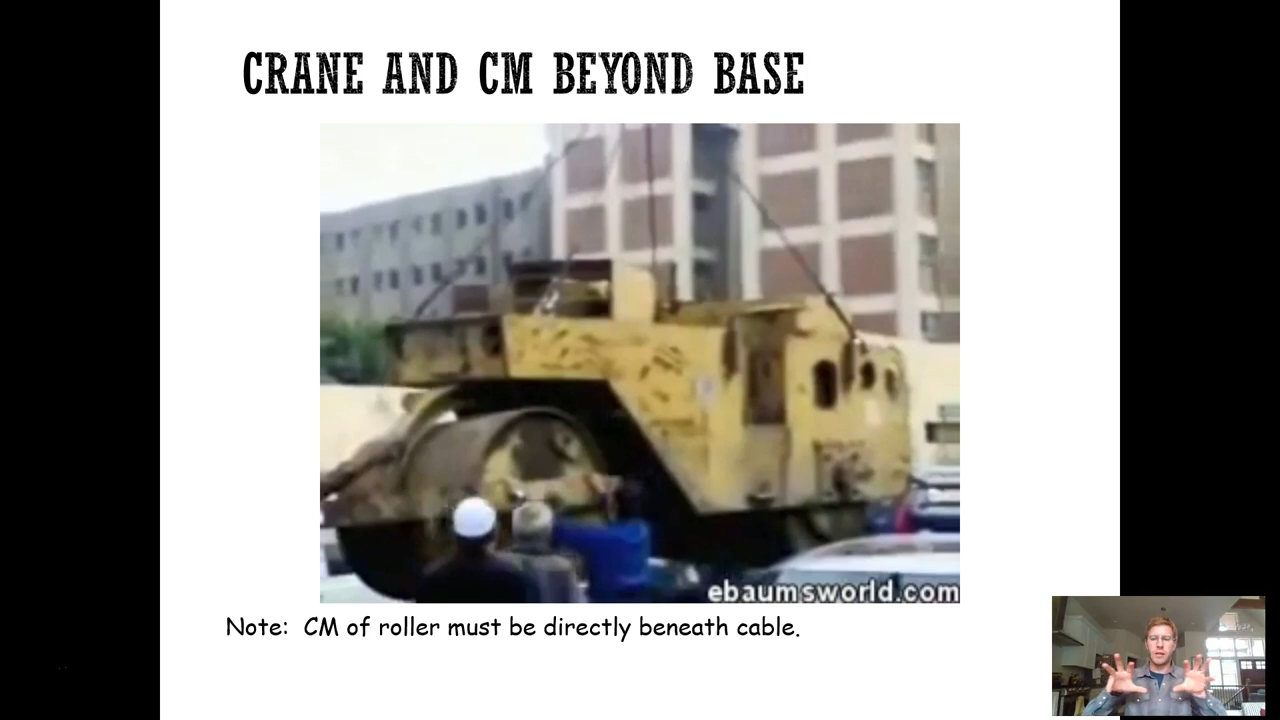 CRANE AND CM BEYOND BASE
ebaumsworld.com
Note: CM of roller must be directly beneath cable.